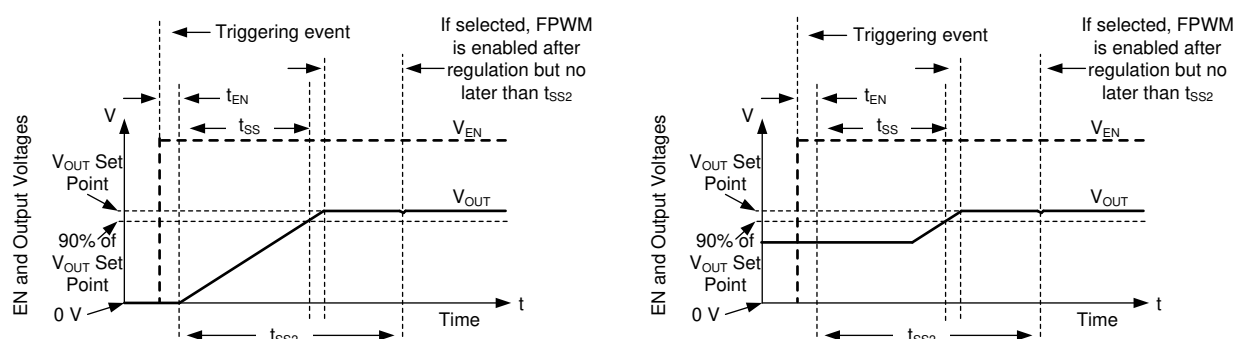 Triggering event
If selected, FPWM
is enabled after
regulation but no
later than tSS2
tEN
V
tSS
VEN
VOUT Set
Point
VOUT
90% of
VOUT Set
Point
0 V
t
Time
tSS2
EN and Output Voltages
Triggering event
If selected, FPWM
is enabled after
regulation but no
later than tSS2
tEN
V
tSS
VEN
VOUT Set
Point
VOUT
90% of
VOUT Set
Point
0 V
t
Time
tSS2
EN and Output Voltages